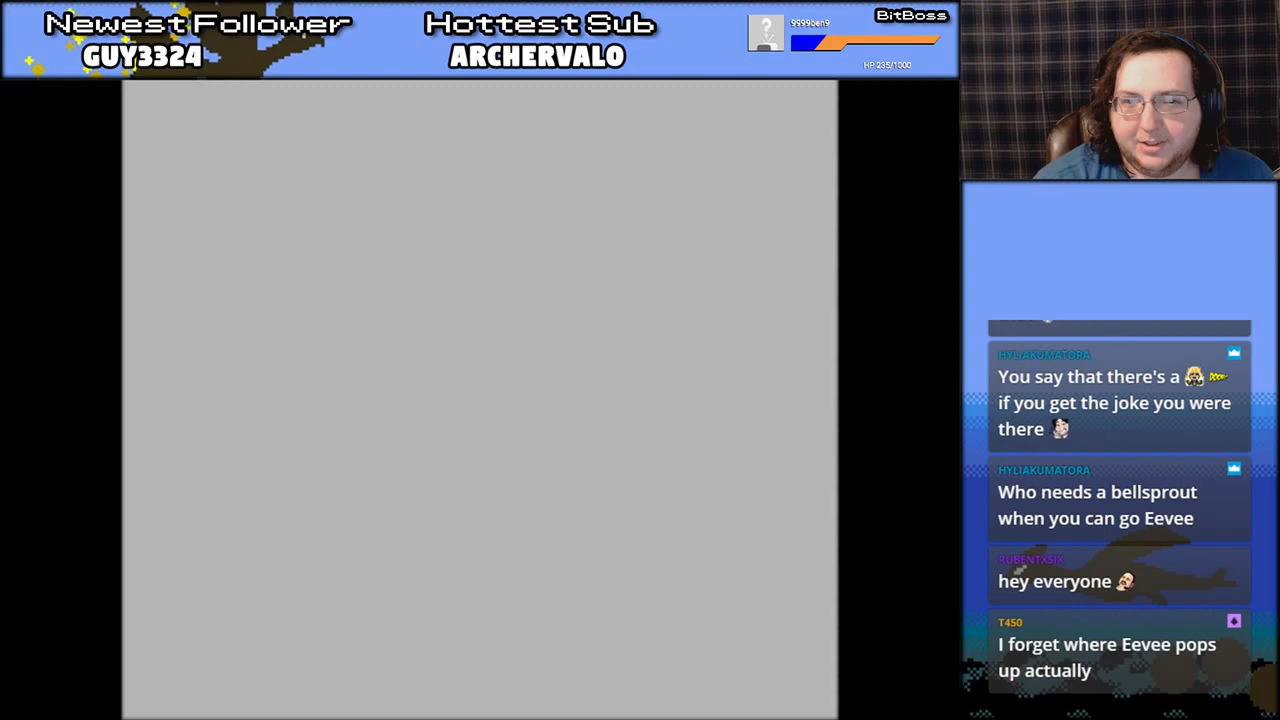 Newest Follower
GUY3324
Hottest Sub
ARCHERVALO
9999ben9
BitBoss
HP 235/1000
HYLIAKUMATORA
You say that there's a
if you get the joke you were
there
HYLIAKUMATORA
Who needs a bellsprout
when you can go Eevee
RUBENTXSIX
hey everyone
T450
I forget where Eevee pops
up actually